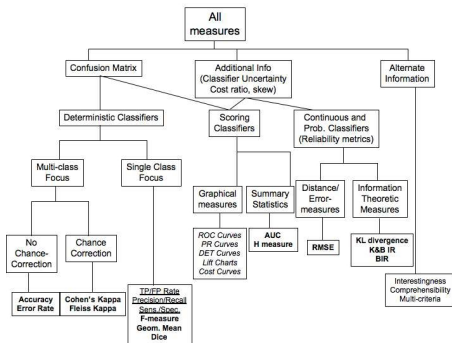 All
measures
Confusion Matrix
Additional Info
(Classifier Uncertainty
Cost ratio, skew)
Alternate
Information
Deterministic Classifiers
Scoring
Classifiers
Continuous and
Prob. Classifiers
(Reliability metrics)
Multi-class
Focus
Single Class
Focus
Graphical
measures
Summary
Statistics
Distance/
Error-
measures
Information
Theoretic
Measures
No
Chance-
Correction
Chance
Correction
Accuracy
Error Rate
Cohen's Kappa
Fleiss Kappa
TP/FP Rate
Precision/Recall
Sens./Spec.
F-measure
Geom. Mean
Dice
ROC Curves
PR Curves
DET Curves
Lift Charts
Cost Curves
AUC
H measure
RMSE
KL divergence
K&B IR
BIR
Interestingness
Comprehensibility
Multi-criteria